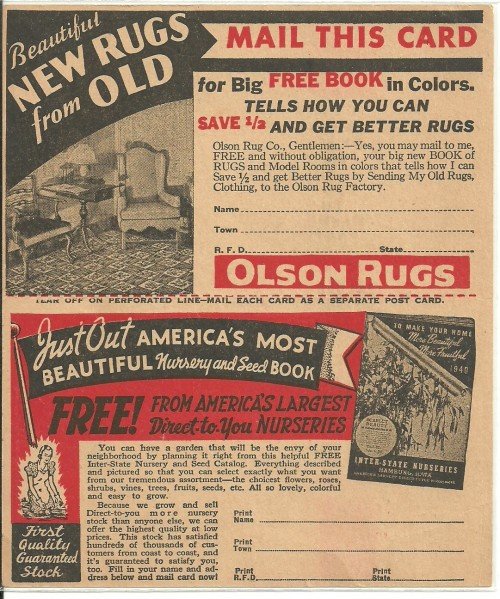 Beautiful
NEW RUGS
from OLD
MAIL THIS CARD
for Big FREE BOOK in Colors.
TELLS HOW YOU CAN
SAVE 1/2 AND GET BETTER RUGS
Olson Rug Co., Gentlemen:—Yes, you may mail to me,
FREE and without obligation, your big new BOOK of
RUGS and Model Rooms in colors that tells how I can
Save ½ and get Better Rugs by Sending My Old Rugs,
Clothing, to the Olson Rug Factory.
Name
Town
R. F. D. State
OLSON RUGS
TEAR OFF ON PERFORATED LINE—MAIL EACH CARD AS A SEPARATE POST CARD.
Just Out AMERICA'S MOST
BEAUTIFUL Nursery and Seed BOOK
FREE! FROM AMERICA'S LARGEST
Direct-to-You NURSERIES
TO MAKE YOUR HOME
More Beautiful
More Fruitful
1940
INTER-STATE NURSERIES
HAMBURG, IOWA
You can have a garden that will be the envy of your
neighborhood by planning it right from this helpful FREE
Inter-State Nursery and Seed Catalog. Everything described
and pictured so that you can select exactly what you want
from our tremendous assortment—the choicest flowers, roses,
shrubs, vines, trees, fruits, seeds, etc. All so lovely, colorful
and easy to grow.
Because we grow and sell
Direct-to-you more nursery
stock than anyone else, we can
offer the highest quality at low
prices. This stock has satisfied
hundreds of thousands of cus-
tomers from coast to coast, and
it's guaranteed to satisfy you,
too. Fill in your name and ad-
dress below and mail card now!
First
Quality
Guaranteed
Stock
Print
Name
Print
Town
Print
R.F.D.
Print
State